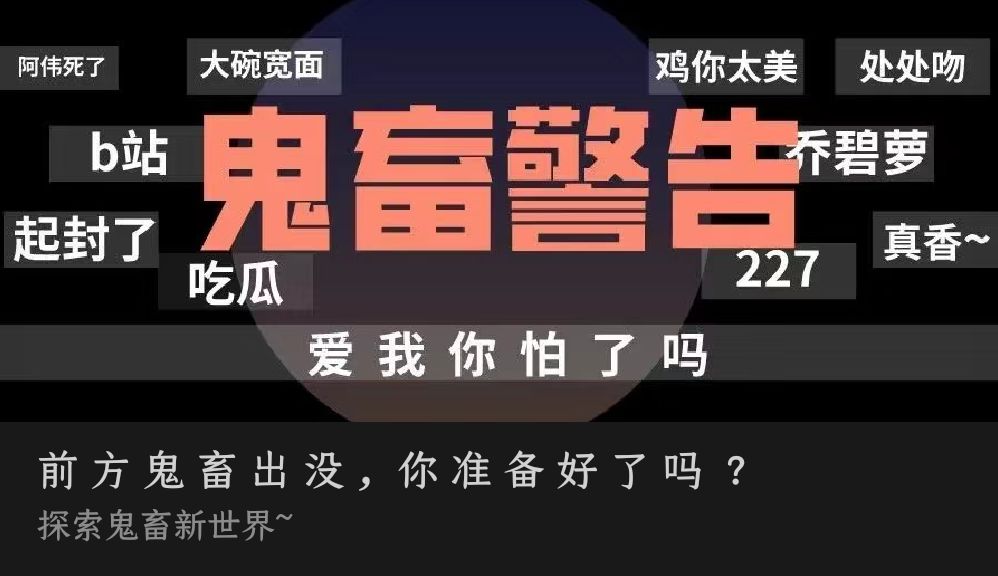 阿伟死了
大碗宽面
鸡你太美
处处吻
b站
鬼畜警告
乔碧萝
起封了
吃瓜
227
真香~
爱我你怕了吗
前方鬼畜出没，你准备好了吗？
探索鬼畜新世界~